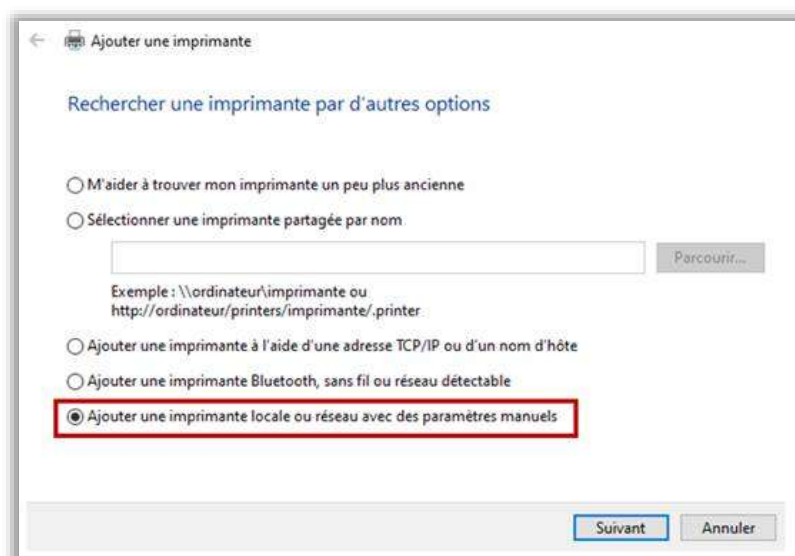 Ajouter une imprimante
Rechercher une imprimante par d'autres options
M'aider à trouver mon imprimante un peu plus ancienne
Sélectionner une imprimante partagée par nom
Parcourir...
Exemple : \\ordinateur\imprimante ou
http://ordinateur/printers/imprimante/.printer
Ajouter une imprimante à l'aide d'une adresse TCP/IP ou d'un nom d'hôte
Ajouter une imprimante Bluetooth, sans fil ou réseau détectable
Ajouter une imprimante locale ou réseau avec des paramètres manuels
Suivant Annuler